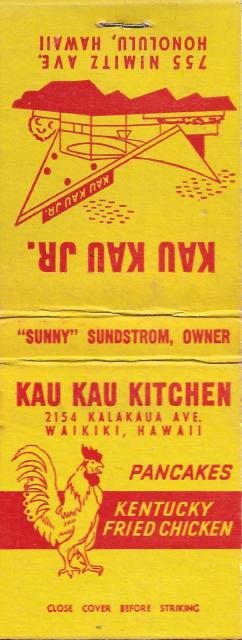 755 NIMITZ AVE.
HONOLULU, HAWAII
KAU KAU JR.
KAU KAU JR.
"SUNNY" SUNDSTROM, OWNER
KAU KAU KITCHEN
2154 KALAKAUA AVE.
WAIKIKI, HAWAII
PANCAKES
KENTUCKY
FRIED CHICKEN
CLOSE COVER BEFORE STRIKING